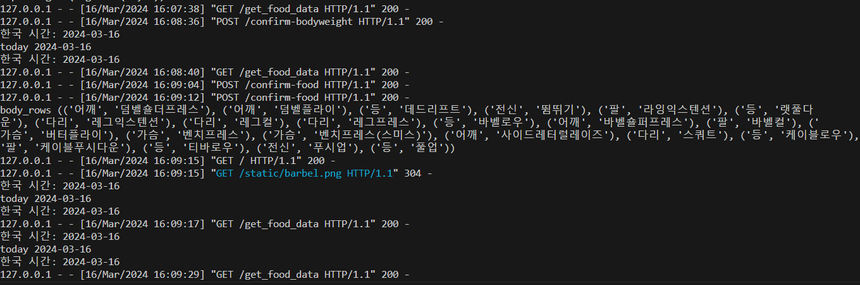 127.0.0.1 - - [16/Mar/2024 16:07:38] "GET /get_food_data HTTP/1.1" 200 -
127.0.0.1 - - [16/Mar/2024 16:08:36] "POST /confirm-bodyweight HTTP/1.1" 200 -
한국 시간: 2024-03-16
today 2024-03-16
한국 시간: 2024-03-16
127.0.0.1 - - [16/Mar/2024 16:08:40] "GET /get_food_data HTTP/1.1" 200 -
127.0.0.1 - - [16/Mar/2024 16:09:04] "POST /confirm-food HTTP/1.1" 200 -
127.0.0.1 - - [16/Mar/2024 16:09:12] "POST /confirm-food HTTP/1.1" 200 -
body_rows (('어깨', '덤벨숄더프레스'), ('어깨', '덤벨플라이'), ('등', '데드리프트'), ('전신', '뜀뛰기'), ('팔', '라잉익스텐션'), ('등', '랫풀다
운'), ('다리', '레그익스텐션'), ('다리', '레그컬'), ('다리', '레그프레스'), ('등', '바벨로우'), ('어깨', '바벨숄퍼프레스'), ('팔', '바벨컬'), ('
가슴', '버터플라이'), ('가슴', '벤치프레스'), ('가슴', '벤치프레스(스미스)'), ('어깨', '사이드레터럴레이즈'), ('다리', '스쿼트'), ('등', '케이블로우'),
'팔', '케이블푸시다운'), ('등', '티바로우'), ('전신', '푸시업'), ('등', '풀업'))
127.0.0.1 - - [16/Mar/2024 16:09:15] "GET / HTTP/1.1" 200 -
127.0.0.1 - - [16/Mar/2024 16:09:15] "GET /static/barbel.png HTTP/1.1" 304 -
한국 시간: 2024-03-16
today 2024-03-16
한국 시간: 2024-03-16
127.0.0.1 - - [16/Mar/2024 16:09:17] "GET /get_food_data HTTP/1.1" 200 -
한국 시간: 2024-03-16
today 2024-03-16
한국 시간: 2024-03-16
127.0.0.1 - - [16/Mar/2024 16:09:29] "GET /get_food_data HTTP/1.1" 200 -